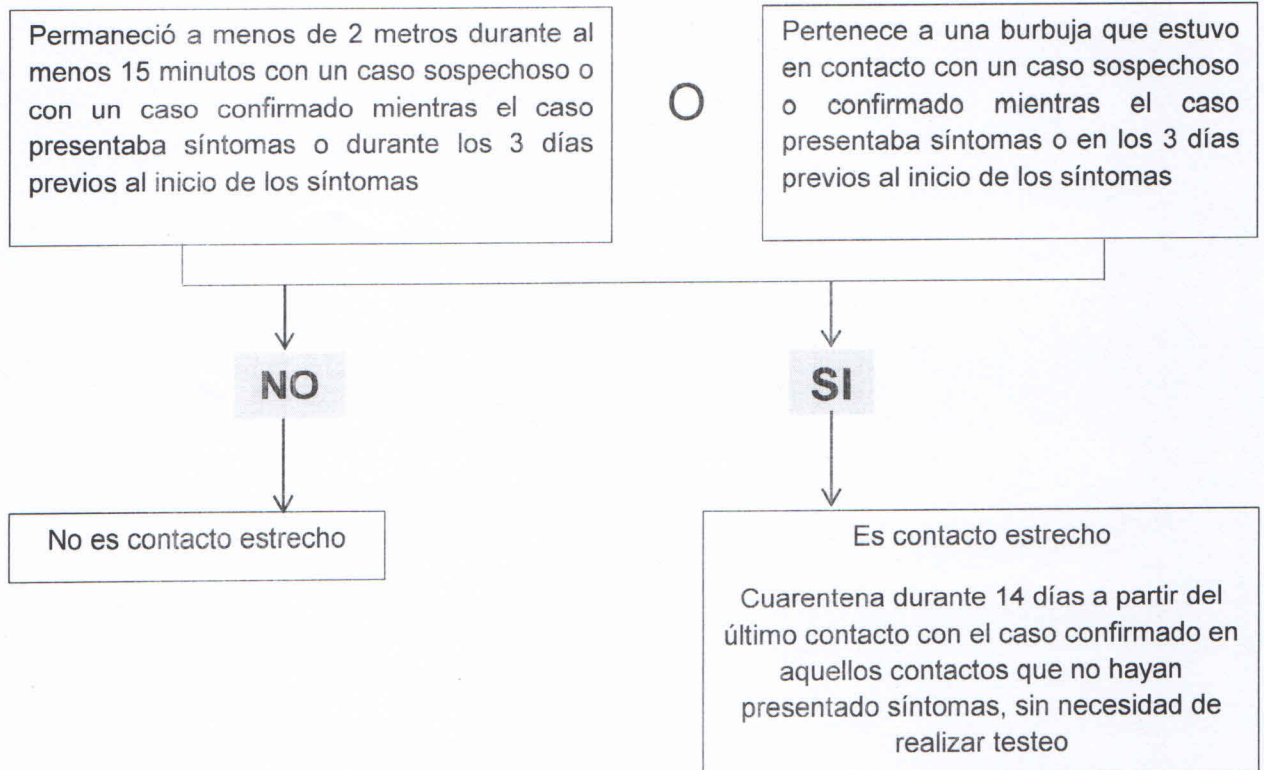 Permaneció a menos de 2 metros durante al
menos 15 minutos con un caso sospechoso o
con un caso confirmado mientras el caso
presentaba síntomas o durante los 3 días
previos al inicio de los síntomas
O
Pertenece a una burbuja que estuvo
en contacto con un caso sospechoso
o confirmado mientras el caso
presentaba síntomas o en los 3 días
previos al inicio de los síntomas
NO
SI
No es contacto estrecho
Es contacto estrecho
Cuarentena durante 14 días a partir del
último contacto con el caso confirmado en
aquellos contactos que no hayan
presentado síntomas, sin necesidad de
realizar testeo